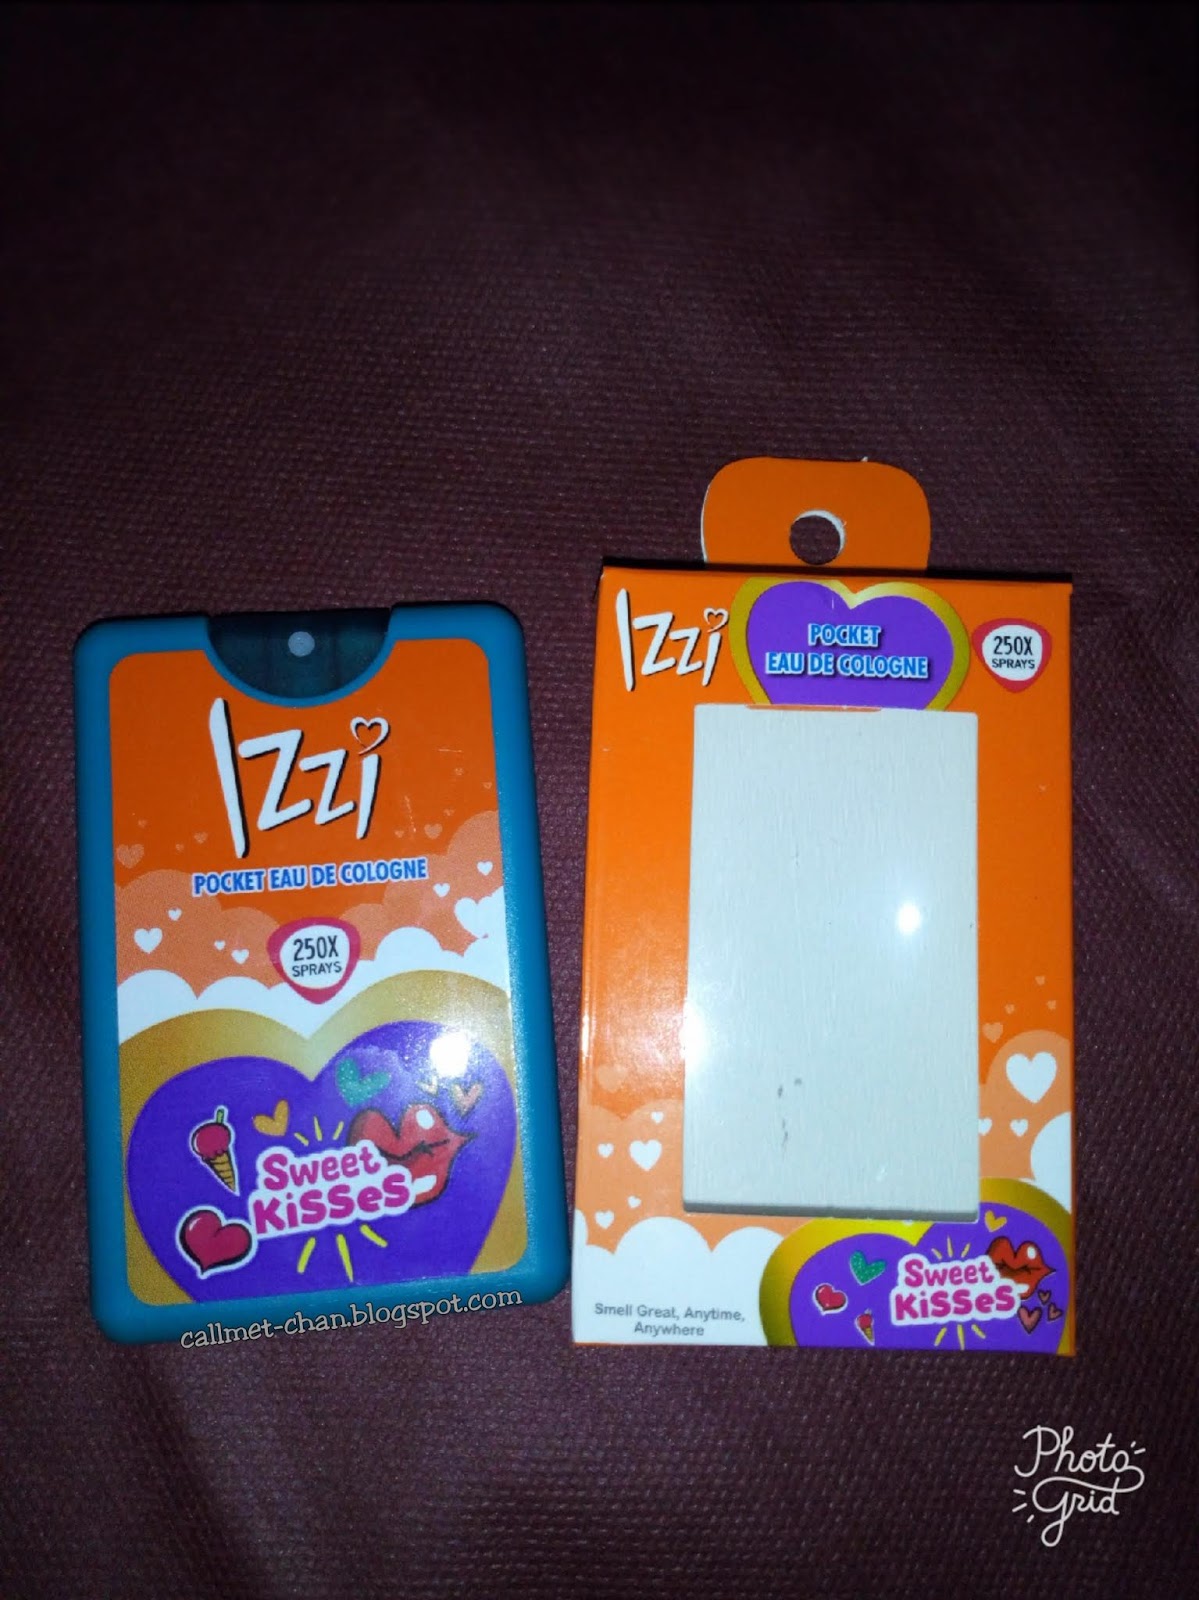 Izzi
POCKET EAU DE COLOGNE
250X
SPRAYS
Sweet
KiSSeS
callmet-chan.blogspot.com
Izzi
POCKET
EAU DE COLOGNE
250X
SPRAYS
Sweet
KiSSeS
Smell Great, Anytime,
Anywhere
Photo
Grid